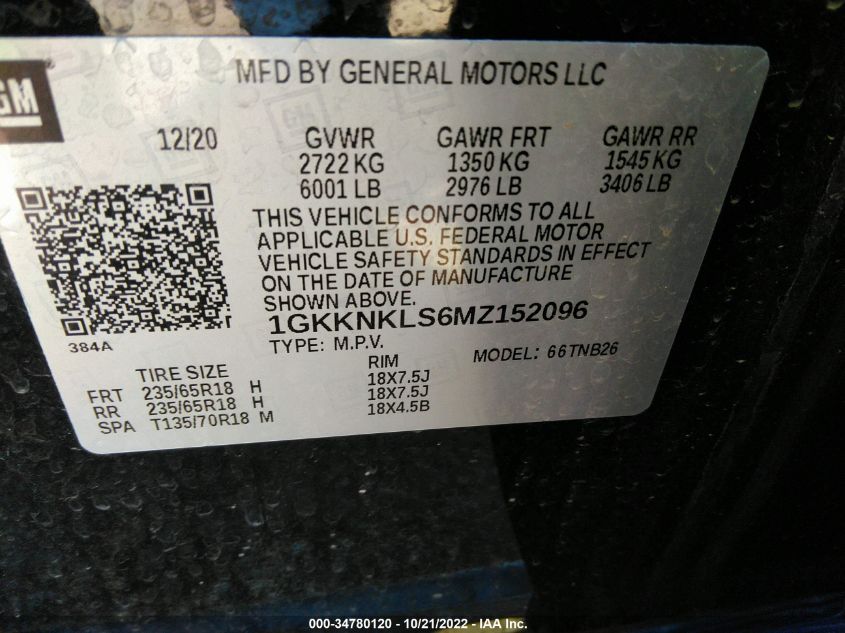 GM
MFD BY GENERAL MOTORS LLC
12/20 GVWR GAWR FRT GAWR RR
2722 KG 1350 KG 1545 KG
6001 LB 2976 LB 3406 LB
THIS VEHICLE CONFORMS TO ALL
APPLICABLE U.S. FEDERAL MOTOR
VEHICLE SAFETY STANDARDS IN EFFECT
ON THE DATE OF MANUFACTURE
SHOWN ABOVE.
1GKKNKLS6MZ152096
384A
TYPE: M.P.V. MODEL: 66TNB26
TIRE SIZE RIM
FRT 235/65R18 H 18X7.5J
RR 235/65R18 H 18X7.5J
SPA T135/70R18 M 18X4.5B
000-34780120 - 10/21/2022 - IAA Inc.